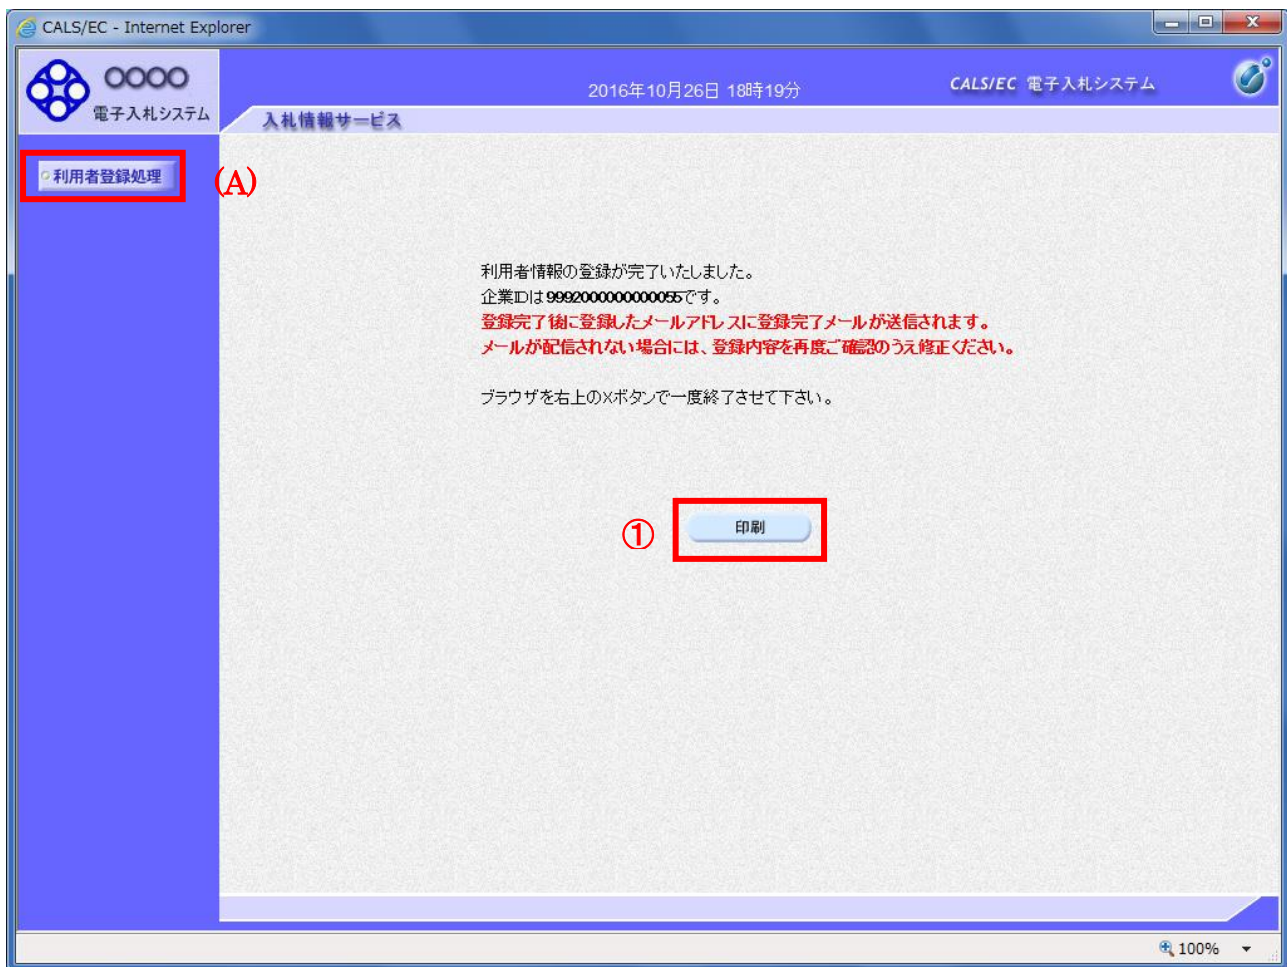 CALS/EC - Internet Explorer
〇〇〇〇
電子入札システム
2016年10月26日 18時19分
CALS/EC 電子入札システム
入札情報サービス
利用者登録処理
(A)
利用者情報の登録が完了いたしました。
企業IDは9992000000000055です。
登録完了後に登録したメールアドレスに登録完了メールが送信されます。
メールが配信されない場合には、登録内容を再度ご確認のうえ修正ください。
ブラウザを右上の×ボタンで一度終了させて下さい。
①
印刷
100%